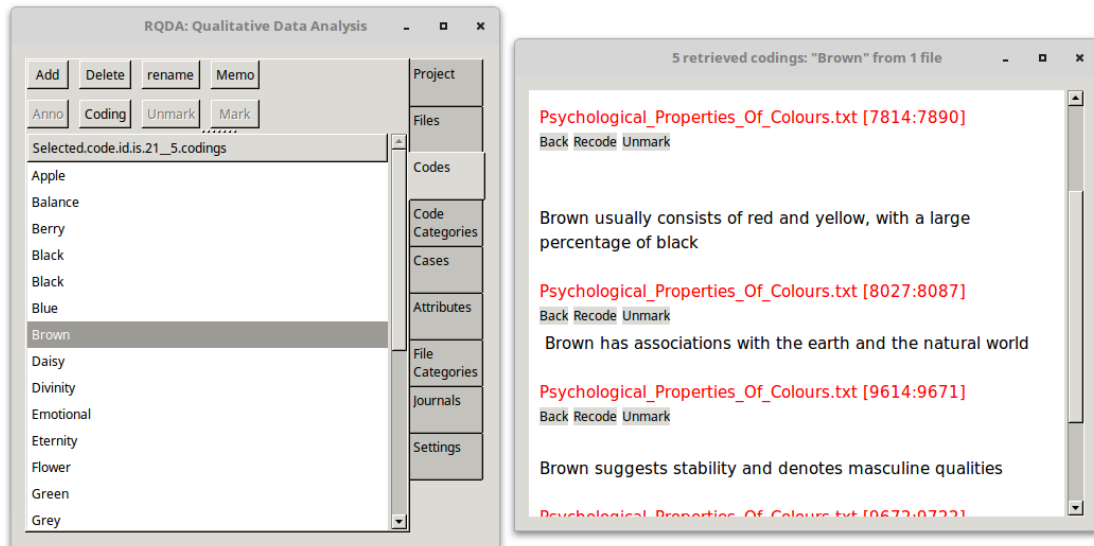 RQDA: Qualitative Data Analysis
Add Delete rename Memo
Anno Coding Unmark Mark
Selected.code.id.is.21__5.codings
Apple
Balance
Berry
Black
Black
Blue
Brown
Daisy
Divinity
Emotional
Eternity
Flower
Green
Grey
Project
Files
Codes
Code
Categories
Cases
Attributes
File
Categories
Journals
Settings
5 retrieved codings: "Brown" from 1 file
Psychological_Properties_Of_Colours.txt [7814:7890]
Back Recode Unmark
Brown usually consists of red and yellow, with a large
percentage of black
Psychological_Properties_Of_Colours.txt [8027:8087]
Back Recode Unmark
Brown has associations with the earth and the natural world
Psychological_Properties_Of_Colours.txt [9614:9671]
Back Recode Unmark
Brown suggests stability and denotes masculine qualities
Psychological_Properties_Of_Colours.txt [9672:9722]